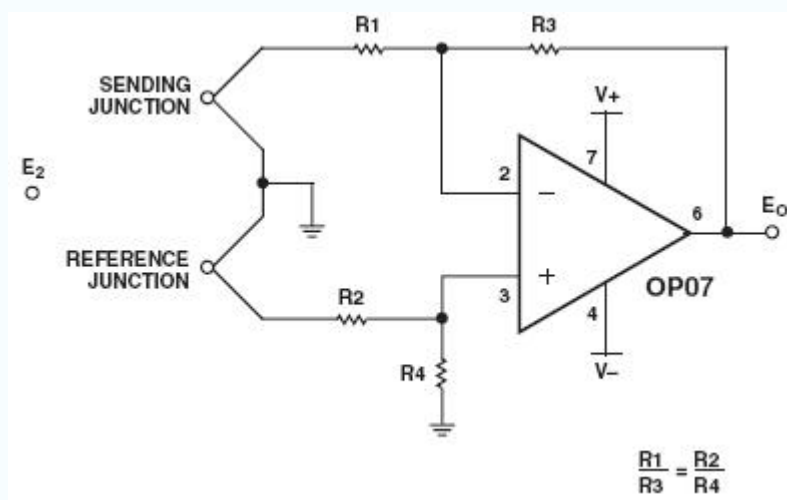 R1
R3
SENDING
JUNCTION
V+
7
E2
2
−
6
EO
REFERENCE
JUNCTION
+
3
OP07
R2
4
R4
V−
R1/R3 = R2/R4